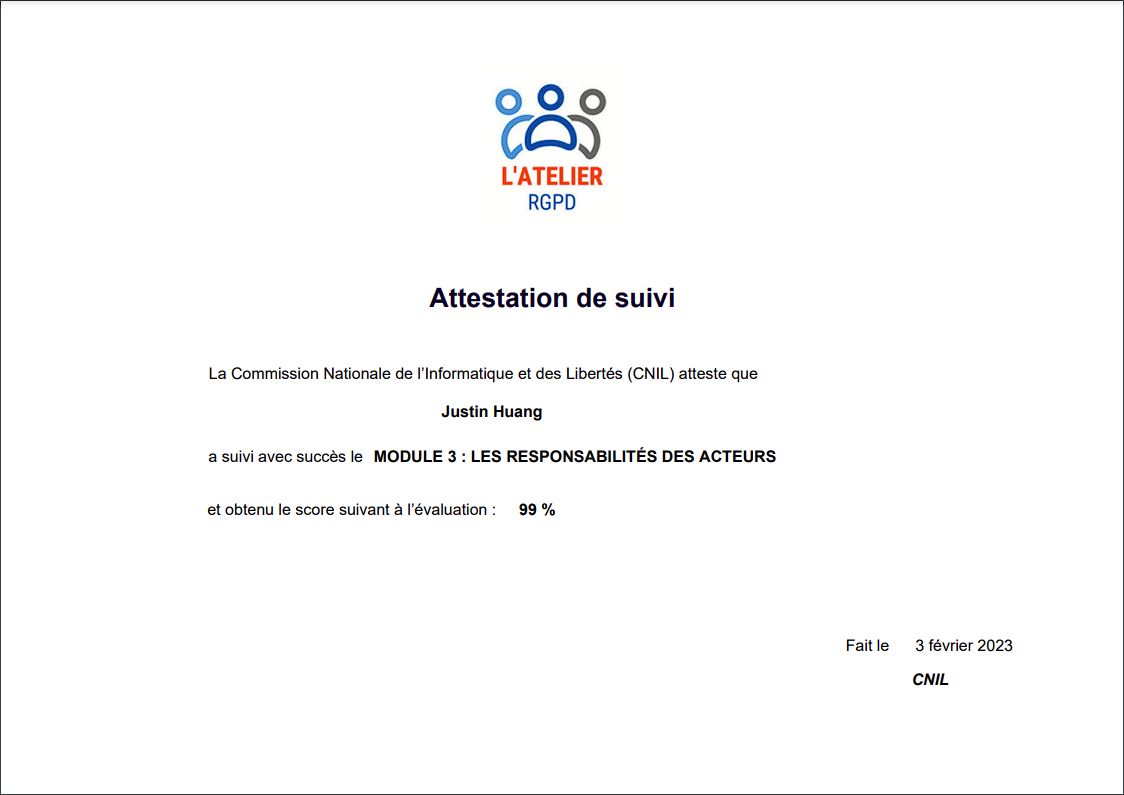 L'ATELIER
RGPD
Attestation de suivi
La Commission Nationale de l’Informatique et des Libertés (CNIL) atteste que
Justin Huang
a suivi avec succès le MODULE 3 : LES RESPONSABILITÉS DES ACTEURS
et obtenu le score suivant à l’évaluation : 99 %
Fait le 3 février 2023
CNIL